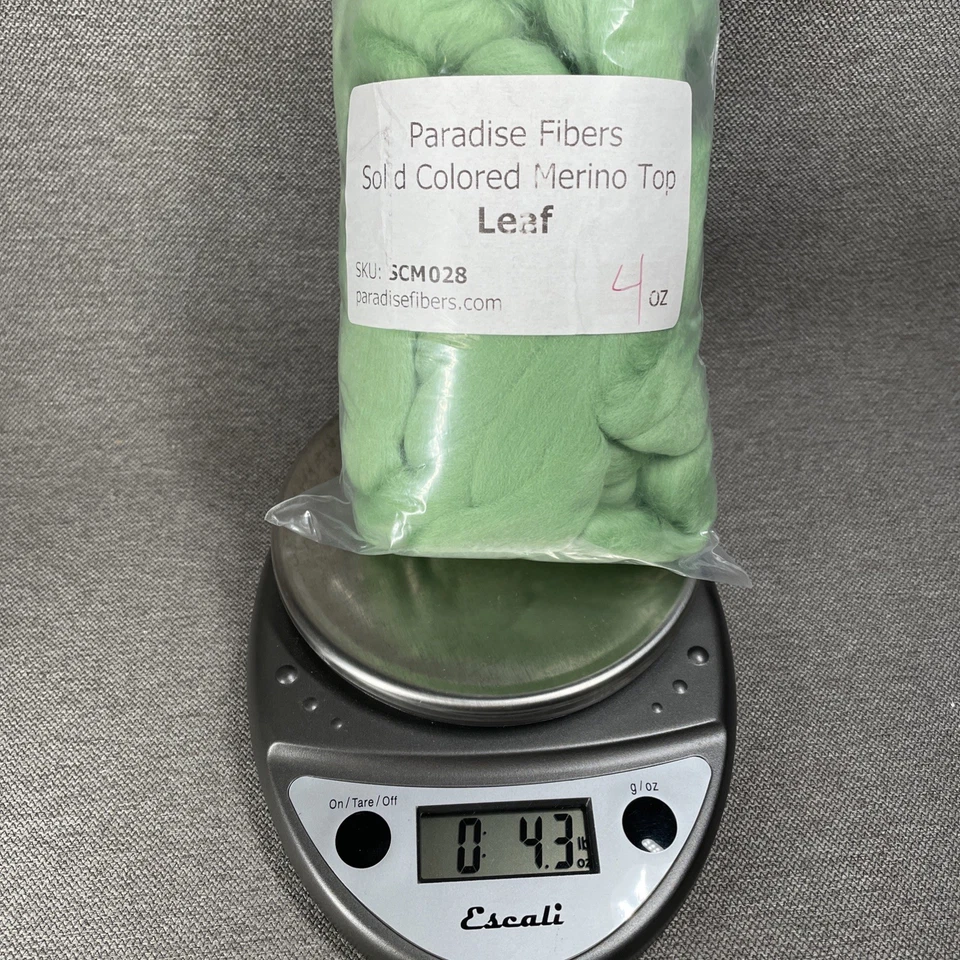 Paradise Fibers
Solid Colored Merino Top
Leaf
SKU: SCM028
paradisefibers.com
4 oz
On / Tare / Off
g / oz
0: 4.3 lb oz
Escali